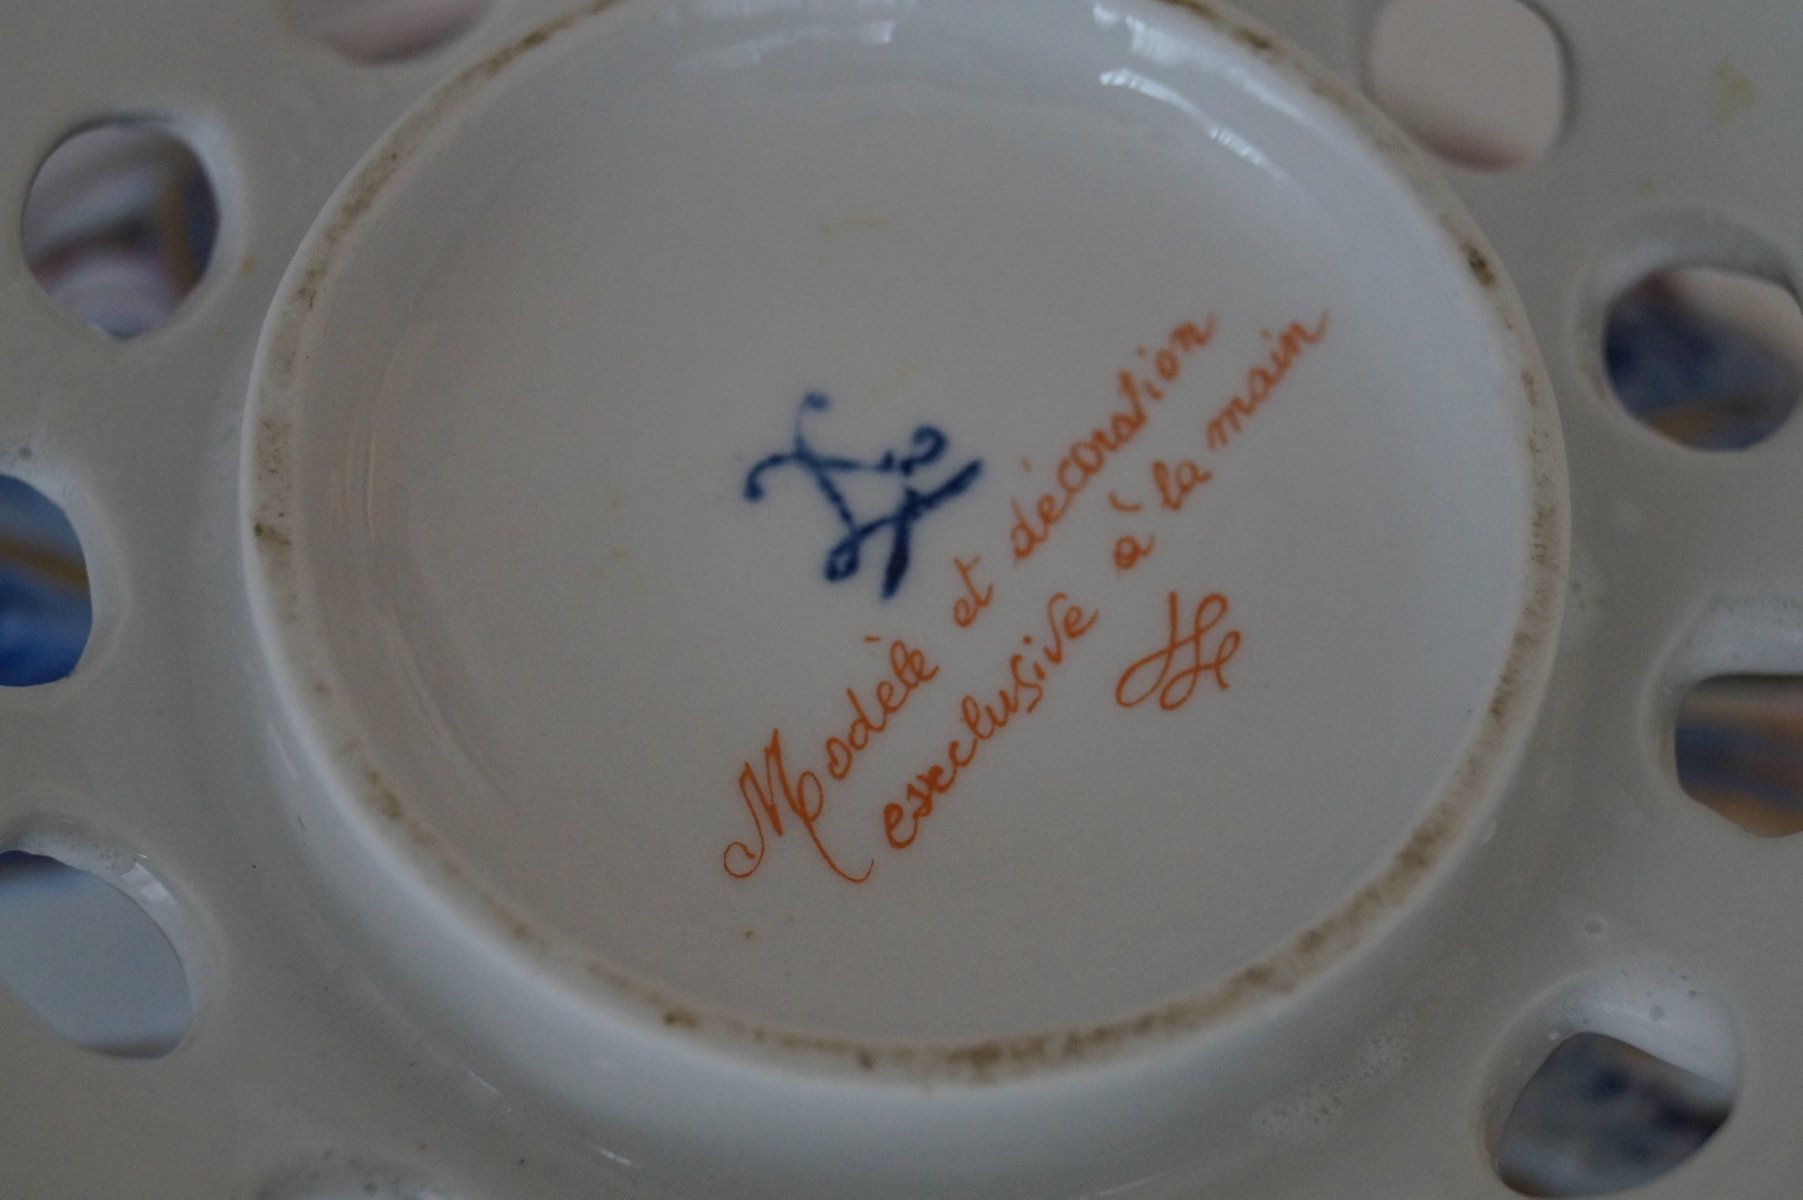 Modèle et décoration
exclusive à la main